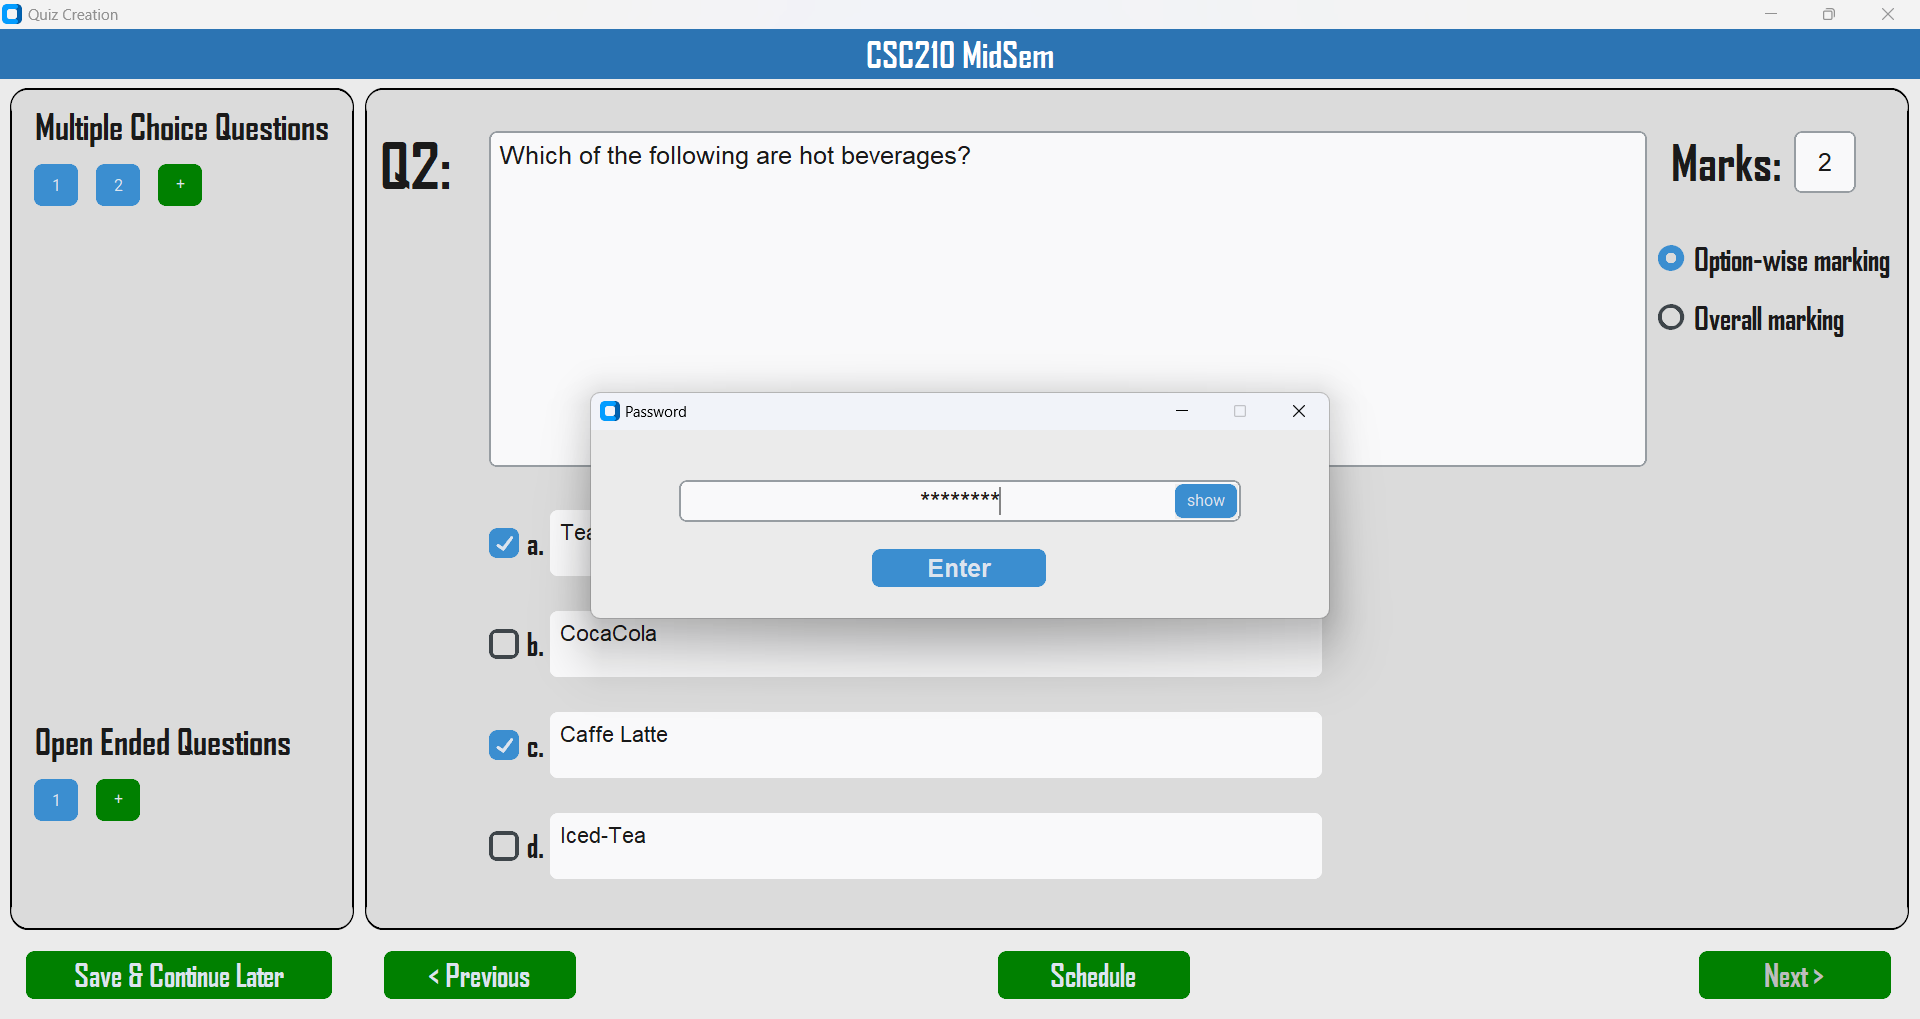 Quiz Creation
CSC210 MidSem
Multiple Choice Questions
1 2 +
Q2:
Which of the following are hot beverages?
Marks: 2
Option-wise marking
Overall marking
Password
******** show
Enter
a. Tea
b. CocaCola
c. Caffe Latte
d. Iced-Tea
Open Ended Questions
1 +
Save & Continue Later
< Previous
Schedule
Next >